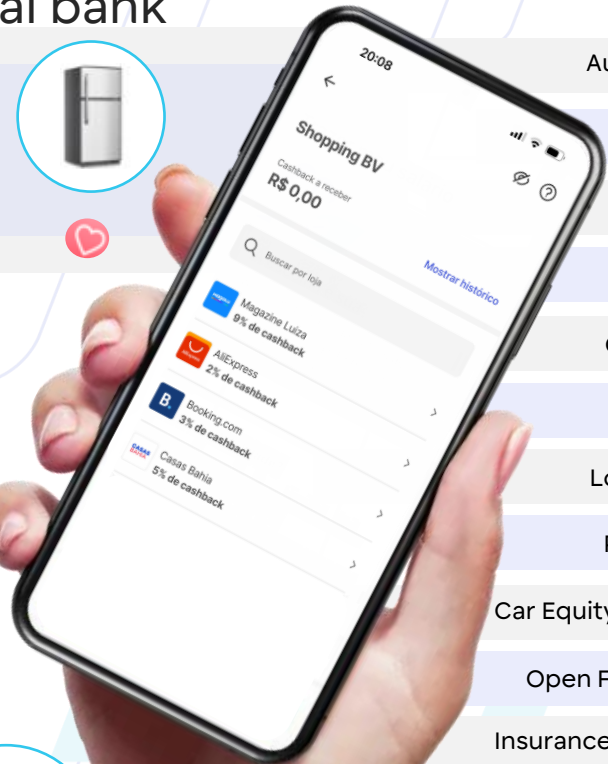 al bank
20:08
Shopping BV
Cashback a receber
R$ 0,00
Mostrar histórico
Buscar por loja
Magazine Luiza
9% de cashback
AliExpress
2% de cashback
B.
Booking.com
3% de cashback
CASAS
BAHIA
Casas Bahia
5% de cashback
Au
Lo
Car Equity
Open F
Insurance